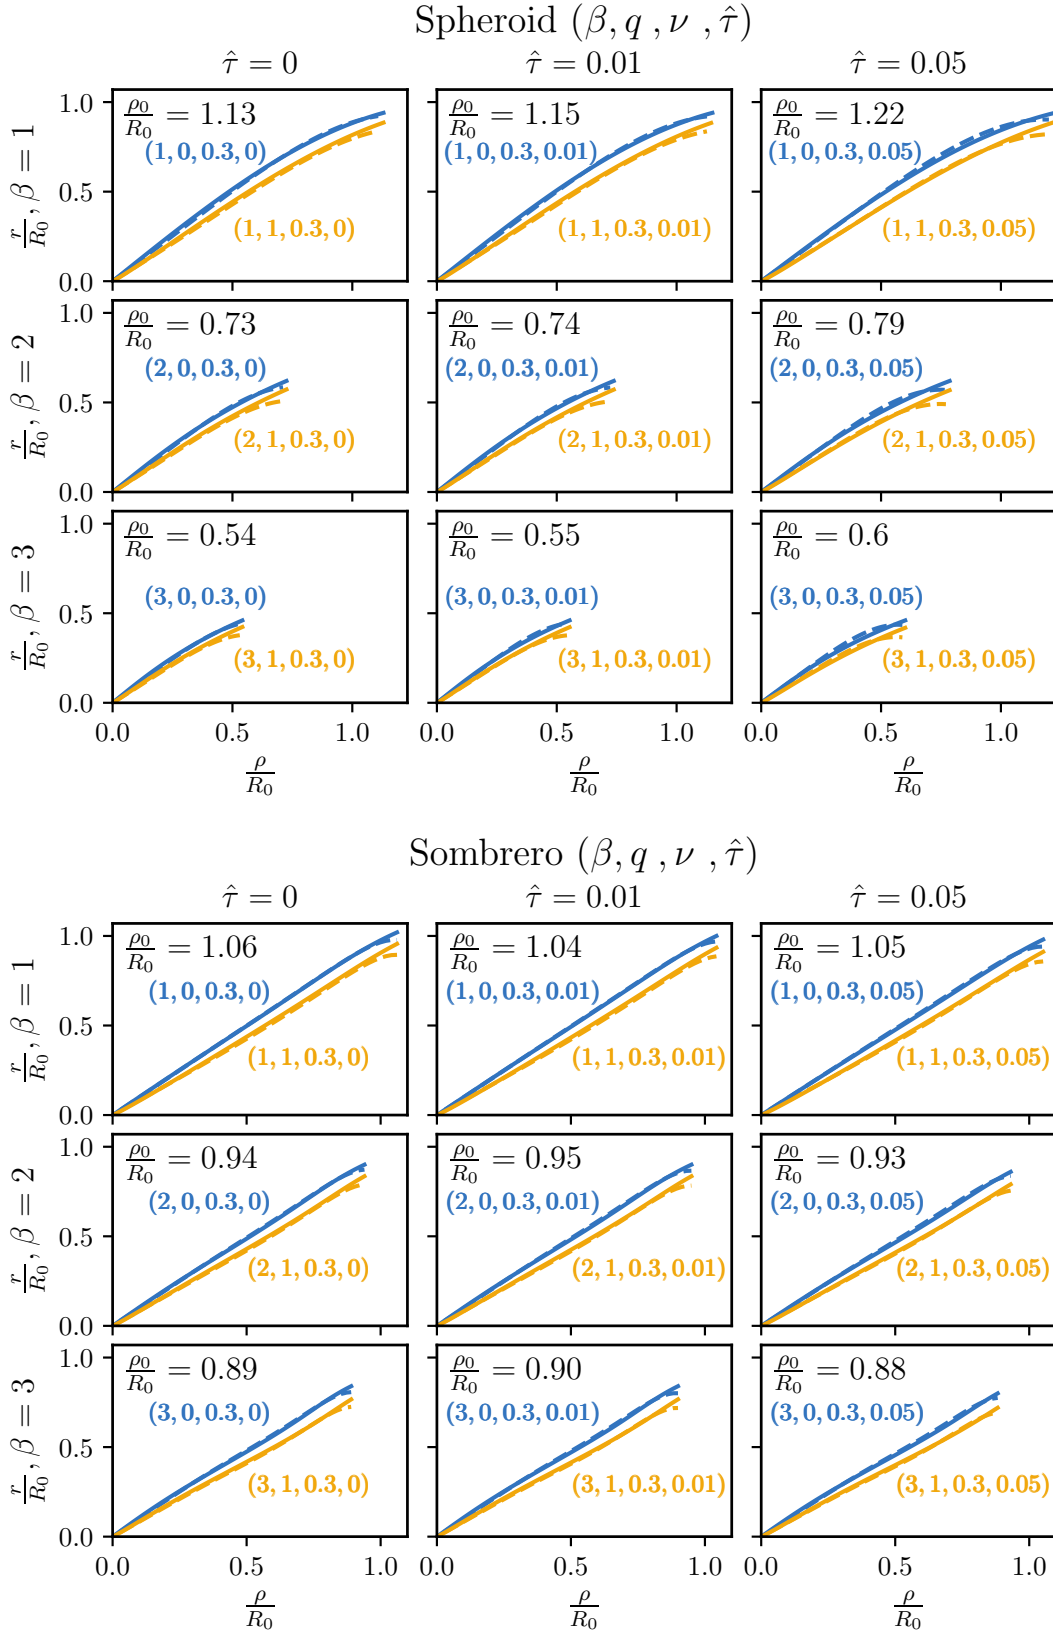 Spheroid (β, q , ν , τ̂)
τ̂ = 0 τ̂ = 0.01 τ̂ = 0.05
r/R₀, β = 1
1.0
0.5
0.0
ρ₀/R₀ = 1.13
(1, 0, 0.3, 0)
(1, 1, 0.3, 0)
ρ₀/R₀ = 1.15
(1, 0, 0.3, 0.01)
(1, 1, 0.3, 0.01)
ρ₀/R₀ = 1.22
(1, 0, 0.3, 0.05)
(1, 1, 0.3, 0.05)
r/R₀, β = 2
1.0
0.5
0.0
ρ₀/R₀ = 0.73
(2, 0, 0.3, 0)
(2, 1, 0.3, 0)
ρ₀/R₀ = 0.74
(2, 0, 0.3, 0.01)
(2, 1, 0.3, 0.01)
ρ₀/R₀ = 0.79
(2, 0, 0.3, 0.05)
(2, 1, 0.3, 0.05)
r/R₀, β = 3
1.0
0.5
0.0
ρ₀/R₀ = 0.54
(3, 0, 0.3, 0)
(3, 1, 0.3, 0)
ρ₀/R₀ = 0.55
(3, 0, 0.3, 0.01)
(3, 1, 0.3, 0.01)
ρ₀/R₀ = 0.6
(3, 0, 0.3, 0.05)
(3, 1, 0.3, 0.05)
0.0 0.5 1.0 0.0 0.5 1.0 0.0 0.5 1.0
ρ/R₀ ρ/R₀ ρ/R₀
Sombrero (β, q , ν , τ̂)
τ̂ = 0 τ̂ = 0.01 τ̂ = 0.05
r/R₀, β = 1
1.0
0.5
0.0
ρ₀/R₀ = 1.06
(1, 0, 0.3, 0)
(1, 1, 0.3, 0)
ρ₀/R₀ = 1.04
(1, 0, 0.3, 0.01)
(1, 1, 0.3, 0.01)
ρ₀/R₀ = 1.05
(1, 0, 0.3, 0.05)
(1, 1, 0.3, 0.05)
r/R₀, β = 2
1.0
0.5
0.0
ρ₀/R₀ = 0.94
(2, 0, 0.3, 0)
(2, 1, 0.3, 0)
ρ₀/R₀ = 0.95
(2, 0, 0.3, 0.01)
(2, 1, 0.3, 0.01)
ρ₀/R₀ = 0.93
(2, 0, 0.3, 0.05)
(2, 1, 0.3, 0.05)
r/R₀, β = 3
1.0
0.5
0.0
ρ₀/R₀ = 0.89
(3, 0, 0.3, 0)
(3, 1, 0.3, 0)
ρ₀/R₀ = 0.90
(3, 0, 0.3, 0.01)
(3, 1, 0.3, 0.01)
ρ₀/R₀ = 0.88
(3, 0, 0.3, 0.05)
(3, 1, 0.3, 0.05)
0.0 0.5 1.0 0.0 0.5 1.0 0.0 0.5 1.0
ρ/R₀ ρ/R₀ ρ/R₀